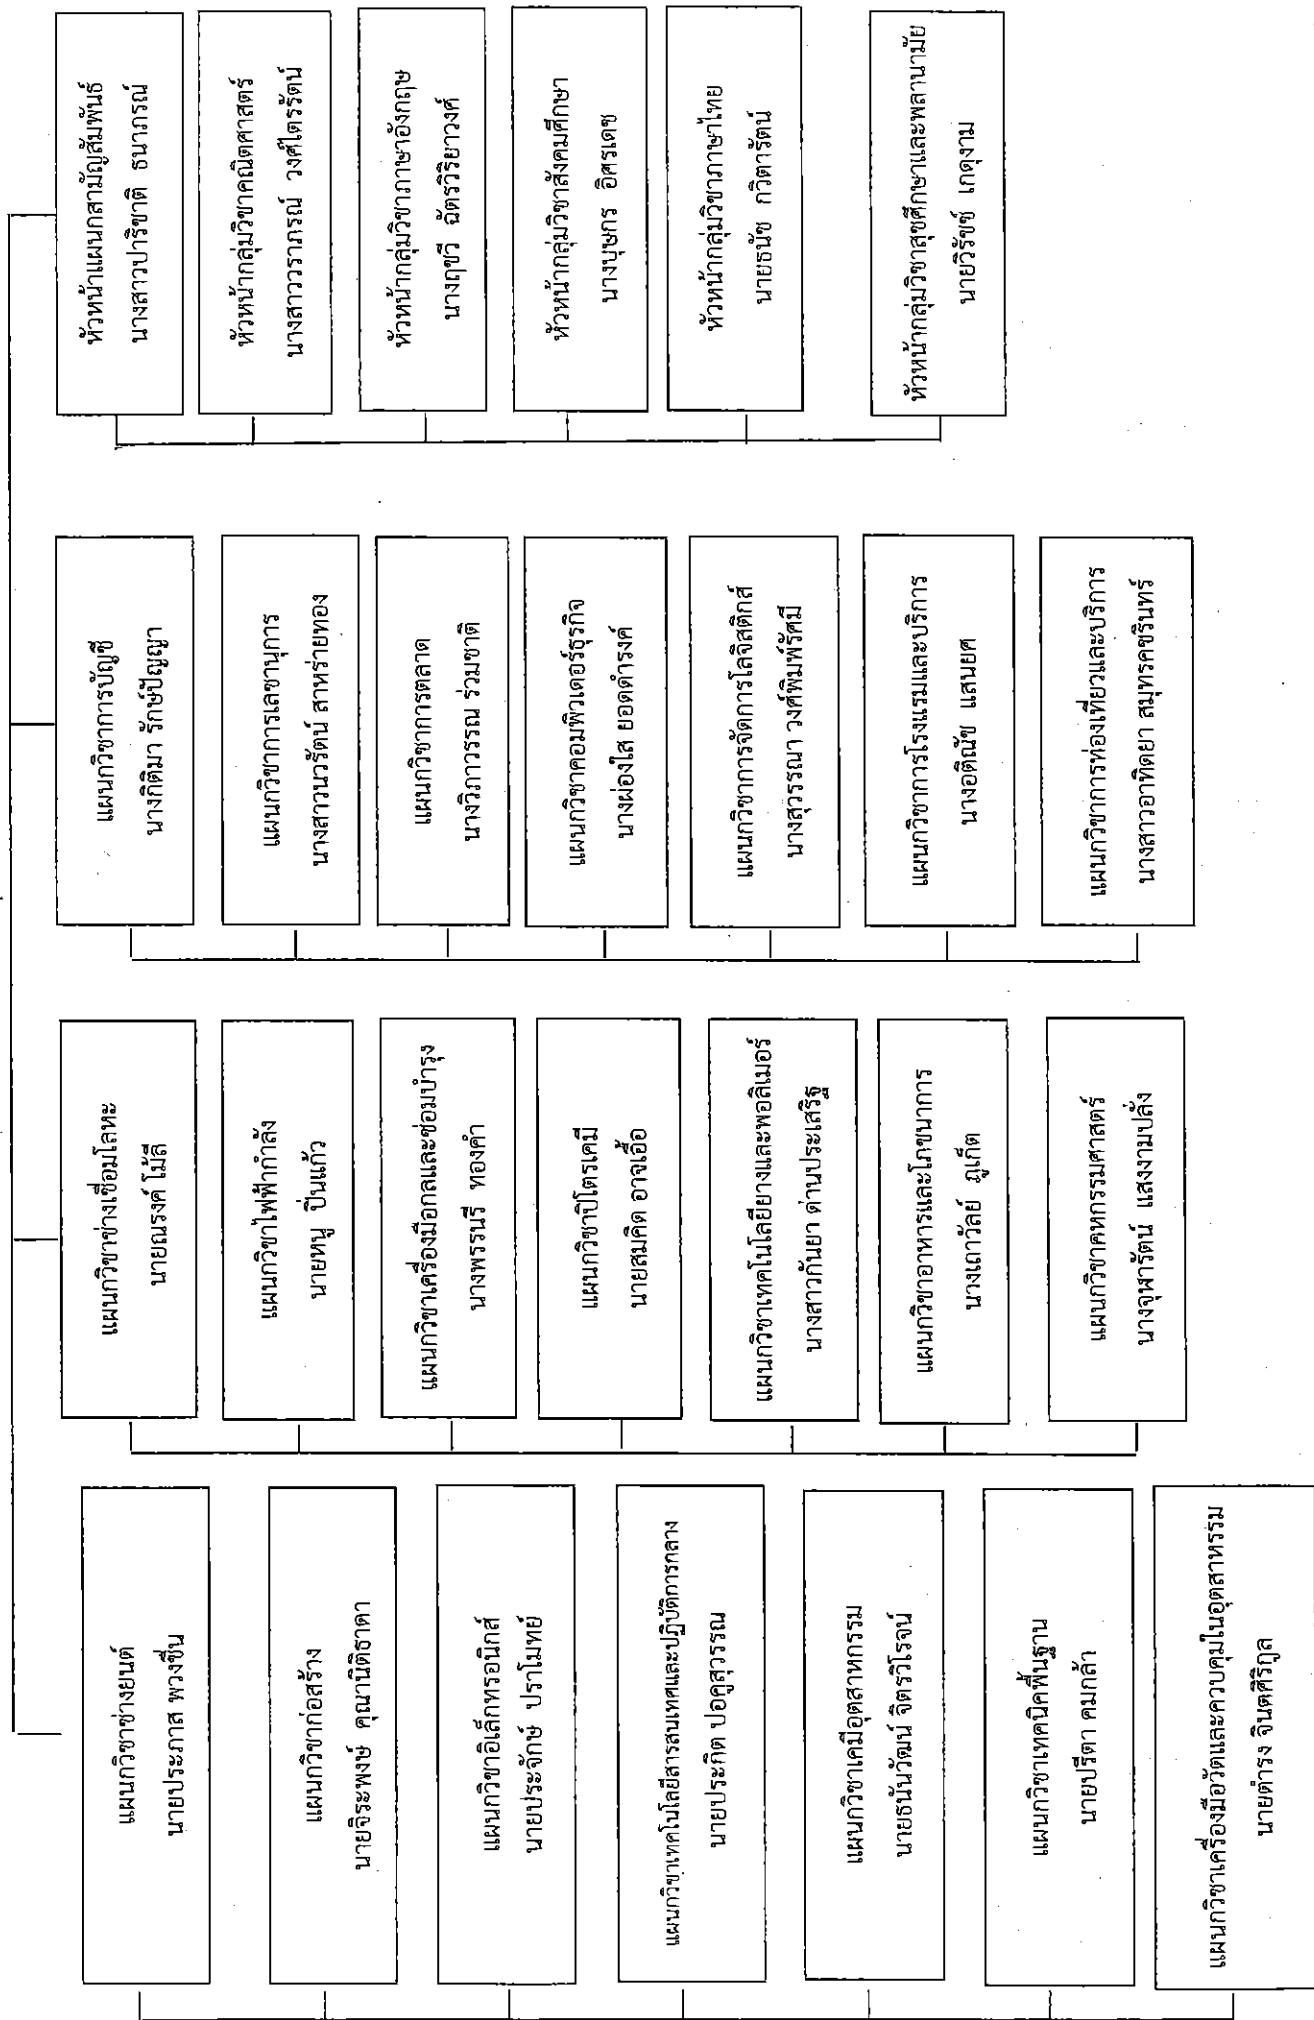 แผนกวิชาช่างยนต์
นายประภาส พวงชื่น
แผนกวิชาก่อสร้าง
นายจิระพงษ์ คุณานิติธาดา
แผนกวิชาอิเล็กทรอนิกส์
นายประจักษ์ ปราโมทย์
แผนกวิชาเทคโนโลยีสารสนเทศและปฏิบัติการกลาง
นายประกิต ปอคูสุวรรณ
แผนกวิชาเคมีอุตสาหกรรม
นายธนันวัฒน์ จิตรวิโรจน์
แผนกวิชาเทคนิคพื้นฐาน
นายปรีดา คมกล้า
แผนกวิชาเครื่องมือวัดและควบคุมในอุตสาหกรรม
นายดำรง จินตศิริกูล
แผนกวิชาช่างเชื่อมโลหะ
นายณรงค์ โม้ลี
แผนกวิชาไฟฟ้ากำลัง
นายหนู ปิ่นแก้ว
แผนกวิชาเครื่องมือกลและซ่อมบำรุง
นางพรรนรี ทองคำ
แผนกวิชาปิโตรเคมี
นายสมคิด อาจเอื้อ
แผนกวิชาเทคโนโลยียางและพอลิเมอร์
นางสาวกันยา ด่านประเสริฐ
แผนกวิชาอาหารและโภชนาการ
นวงเถาวัลย์ ภูเก็ต
แผนกวิชาคหกรรมศาสตร์
นางจุฬารัตน์ แสงงามปลั่ง
แผนกวิชาการบัญชี
นางกิติมา รักษ์ปัญญา
แผนกวิชาการเลขานุการ
นางสาวนวรัตน์ สาหร่ายทอง
แผนกวิชาการตลาด
นางวิภาวรรณ ร่วมชาติ
แผนกวิชาคอมพิวเตอร์ธุรกิจ
นางผ่องใส ยอดดำรงค์
แผนกวิชาการจัดการโลจิสติกส์
นางสุวรรณา วงศ์พิมพ์รัศมี
แผนกวิชาการโรงแรมและบริการ
นางอติณัช แสนยศ
แผนกวิชาการท่องเที่ยวและบริการ
นางสาวอาทิตยา สมุทรคชรินทร์
หัวหน้าแผนกสามัญสัมพันธ์
นางสาวปาริชาติ ธนาภรณ์
หัวหน้ากลุ่มวิชาคณิตศาสตร์
นางสาววราภรณ์ วงศ์ไตรรัตน์
หัวหน้ากลุ่มวิชาภาษาอังกฤษ
นางฤชวี ฉัตรวิริยาวงศ์
หัวหน้ากลุ่มวิชาสังคมศึกษา
นางบุษกร อิศรเดช
หัวหน้ากลุ่มวิชาภาษาไทย
นายธนัช กวิตารัตน์
หัวหน้ากลุ่มวิชาสุขศึกษาและพลานามัย
นายวิรัชช์ เกดุงาม